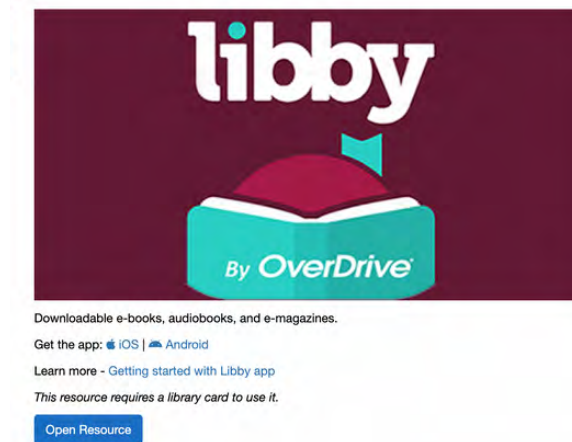 libby
By OverDrive
Downloadable e-books, audiobooks, and e-magazines.
Get the app: iOS | Android
Learn more - Getting started with Libby app
This resource requires a library card to use it.
Open Resource